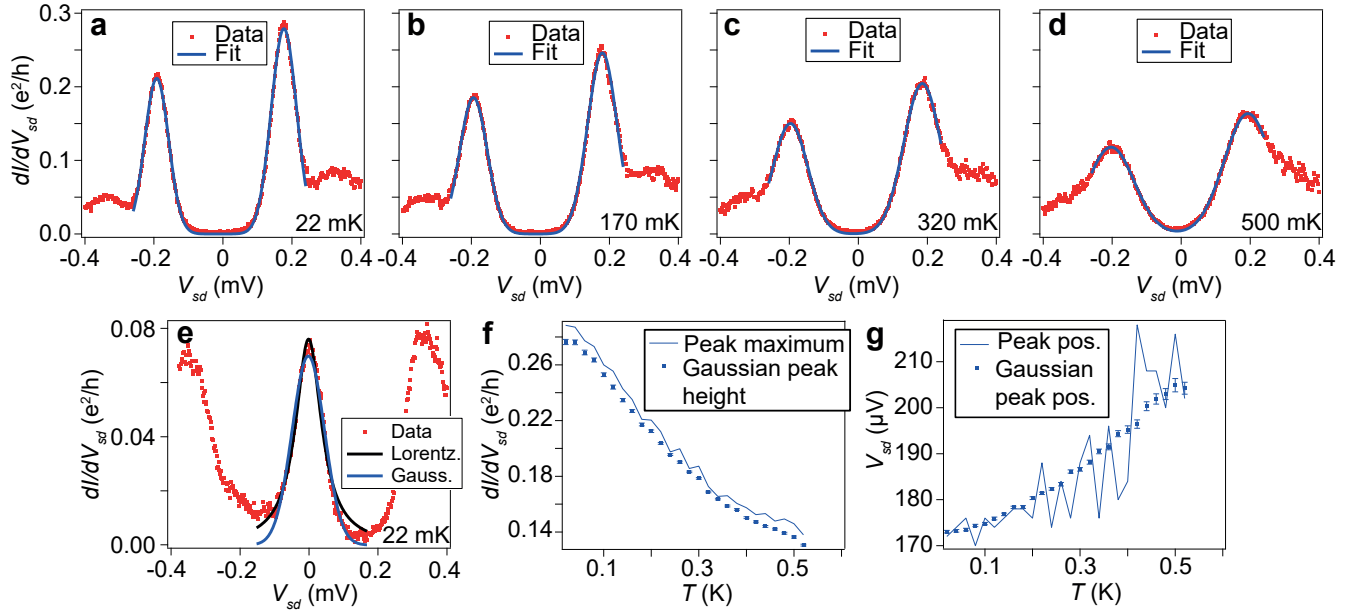 a
Data
Fit
0.3
0.2
0.1
0.0
dI/dVsd (e²/h)
22 mK
-0.4 -0.2 0 0.2 0.4
Vsd (mV)
b
Data
Fit
170 mK
-0.4 -0.2 0 0.2 0.4
Vsd (mV)
c
Data
Fit
320 mK
-0.4 -0.2 0 0.2 0.4
Vsd (mV)
d
Data
Fit
500 mK
-0.4 -0.2 0 0.2 0.4
Vsd (mV)
e
0.08
0.04
0.00
dI/dVsd (e²/h)
Data
Lorentz.
Gauss.
22 mK
-0.4 -0.2 0 0.2 0.4
Vsd (mV)
f
Peak maximum
Gaussian peak
height
0.26
0.22
0.18
0.14
dI/dVsd (e²/h)
0.1 0.3 0.5
T (K)
g
Peak pos.
Gaussian
peak pos.
210
200
190
180
170
Vsd (µV)
0.1 0.3 0.5
T (K)